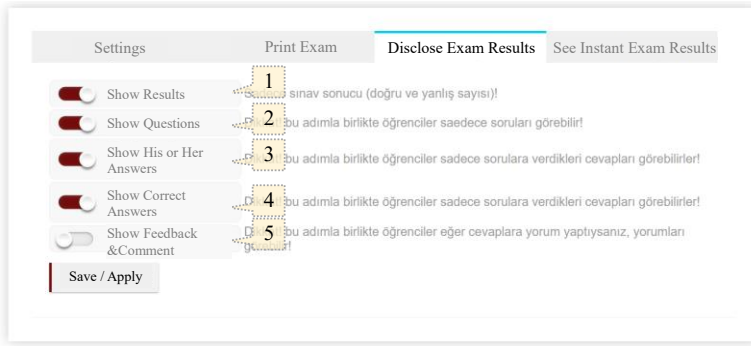 Settings Print Exam Disclose Exam Results See Instant Exam Results
Show Results 1 sınav sonucu (doğru ve yanlış sayısı)!
Show Questions 2 bu adımla birlikte öğrenciler saedece soruları görebilir!
Show His or Her
Answers 3 bu adımla birlikte öğrenciler sadece sorulara verdikleri cevapları görebilirler!
Show Correct
Answers 4 bu adımla birlikte öğrenciler sadece sorulara verdikleri cevapları görebilirler!
Show Feedback 5 bu adımla birlikte öğrenciler eğer cevaplara yorum yaptıysanız, yorumları
&Comment
Save / Apply